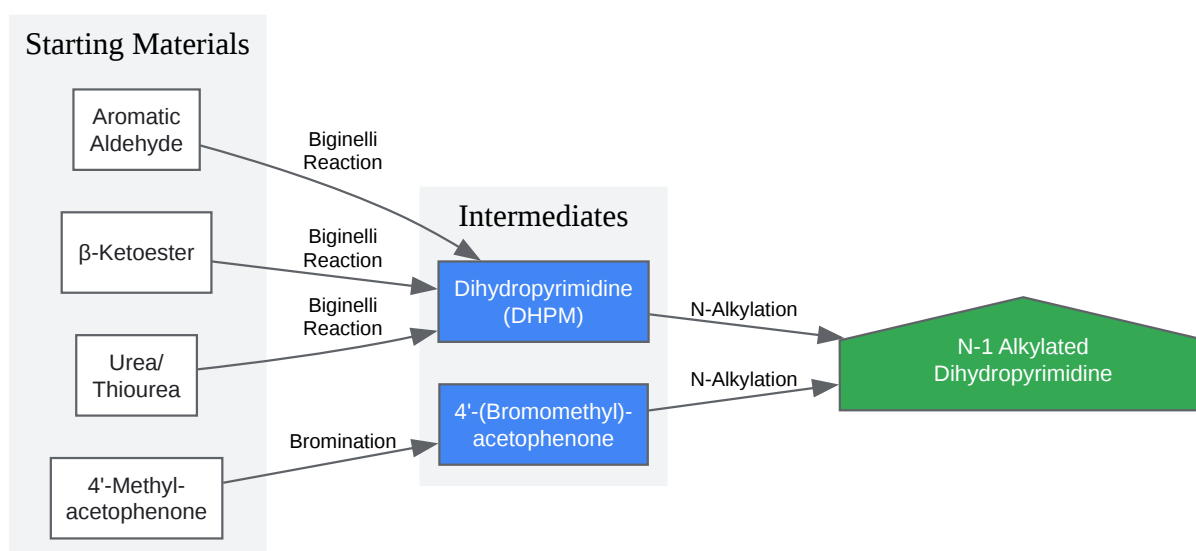 Starting Materials
Aromatic
Aldehyde
β-Ketoester
Urea/
Thiourea
4'-Methyl-
acetophenone
Biginelli
Reaction
Biginelli
Reaction
Biginelli
Reaction
Bromination
Intermediates
Dihydropyrimidine
(DHPM)
4'-(Bromomethyl)-
acetophenone
N-Alkylation
N-Alkylation
N-1 Alkylated
Dihydropyrimidine